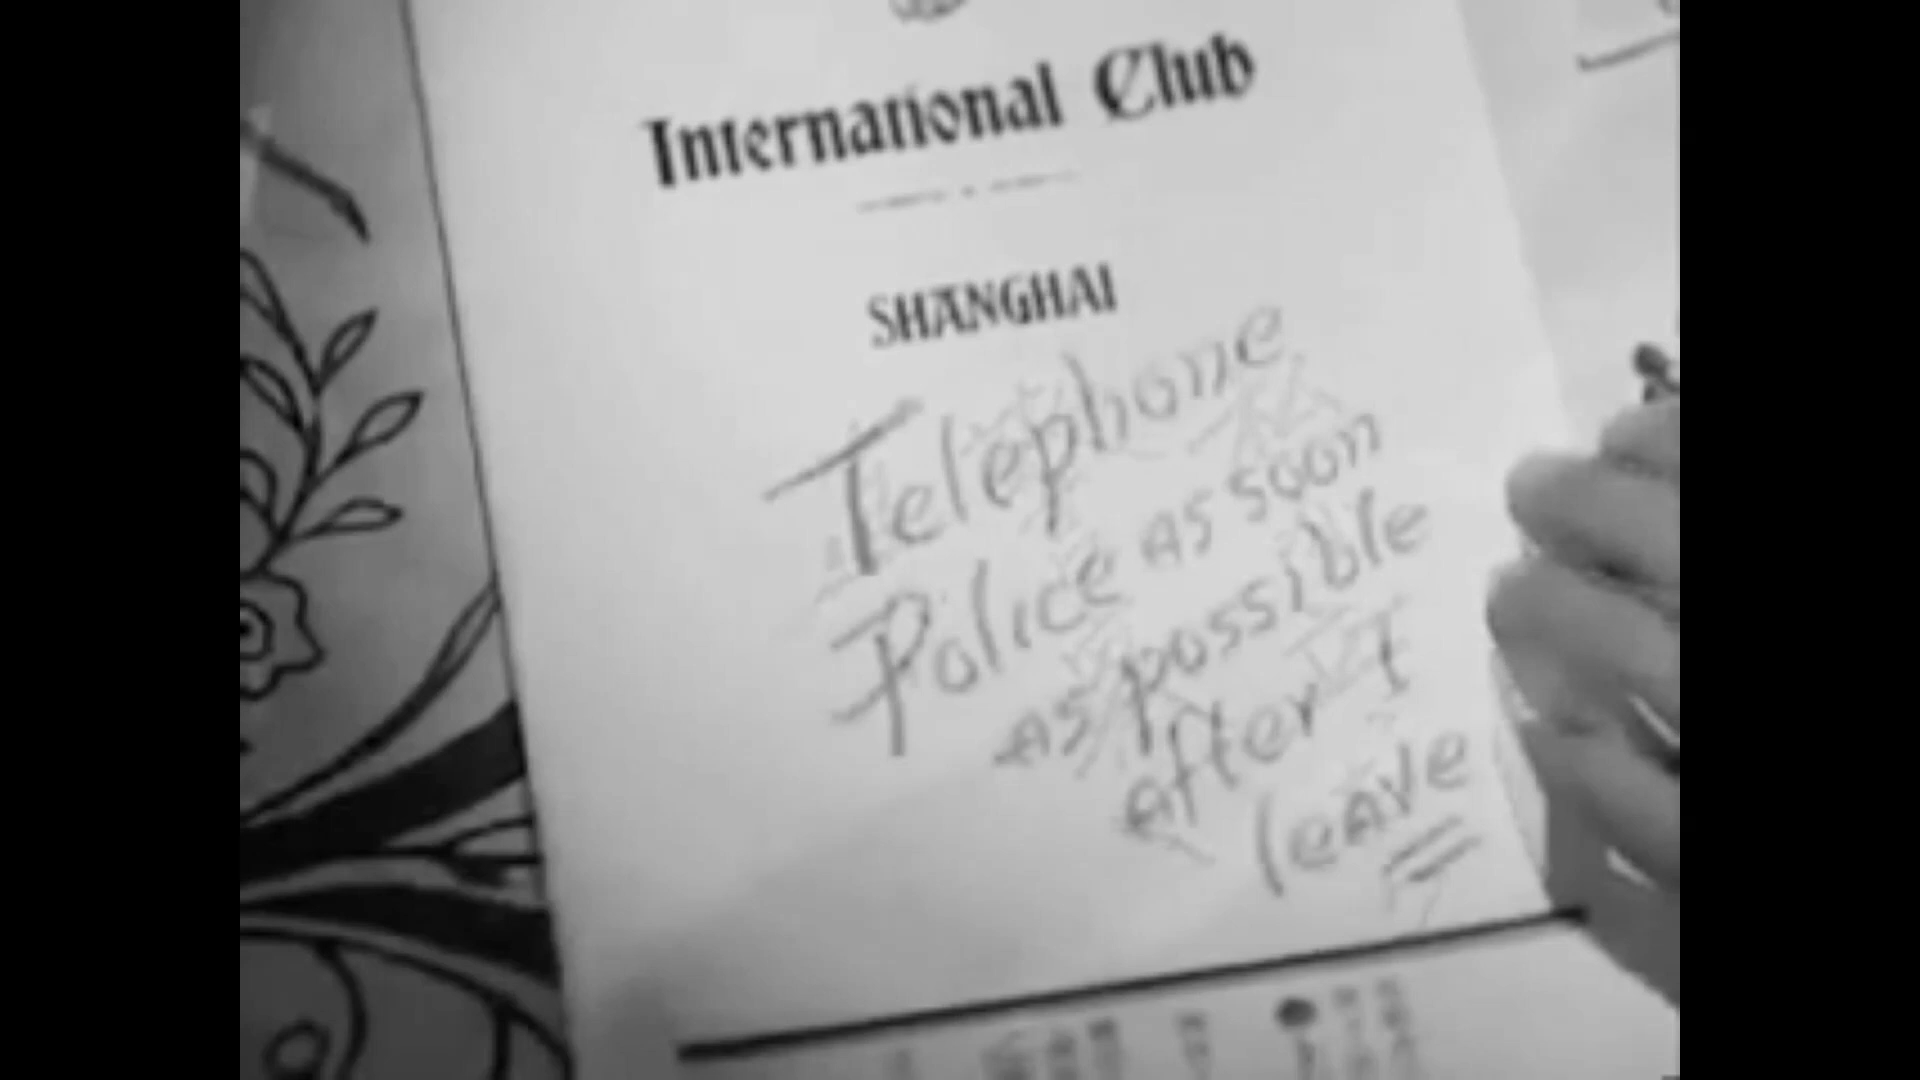 International Club
SHANGHAI
Telephone
Police as soon
as possible
after I
leave